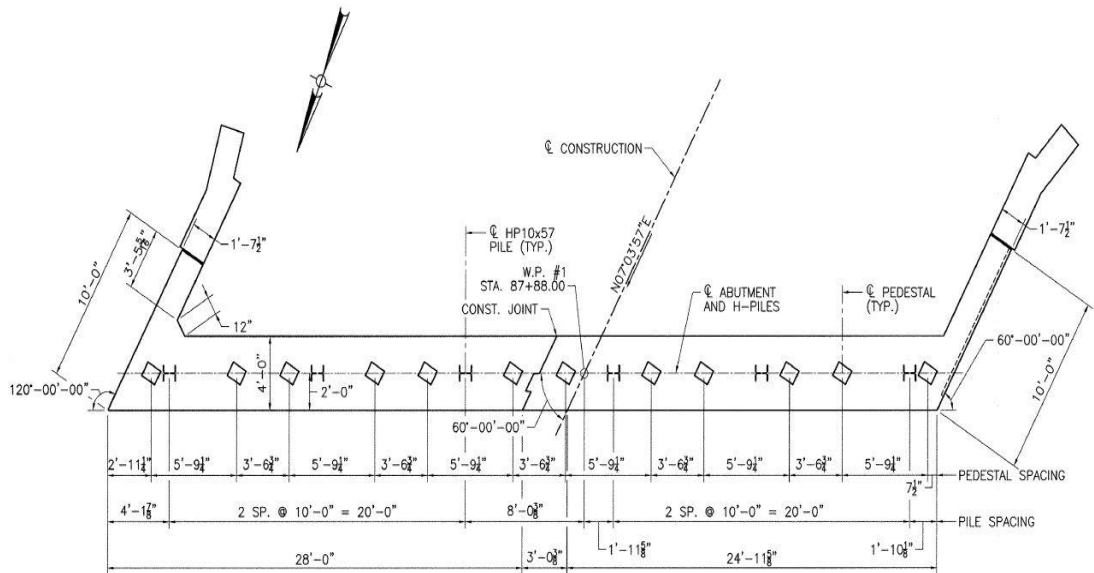 ℄ CONSTRUCTION
N07°03'57"E
℄ HP10x57
PILE (TYP.)
W.P. #1
STA. 87+88.00
CONST. JOINT
℄ ABUTMENT
AND H-PILES
℄ PEDESTAL
(TYP.)
1'-7½"
3'-5⁵⁄₁₆"
10'-0"
12"
120°-00'-00"
4'-0"
2'-0"
60°-00'-00"
1'-7½"
60°-00'-00"
10'-0"
2'-11¼" 5'-9¼" 3'-6¾" 5'-9¼" 3'-6¾" 5'-9¼" 3'-6¾" 5'-9¼" 3'-6¾" 5'-9¼" 3'-6¾" 5'-9¼" PEDESTAL SPACING
7½"
4'-1⅞" 2 SP. @ 10'-0" = 20'-0" 8'-0⅜" 2 SP. @ 10'-0" = 20'-0" PILE SPACING
1'-11⅝" 1'-10⅛"
28'-0" 3'-0⅜" 24'-11⅝"